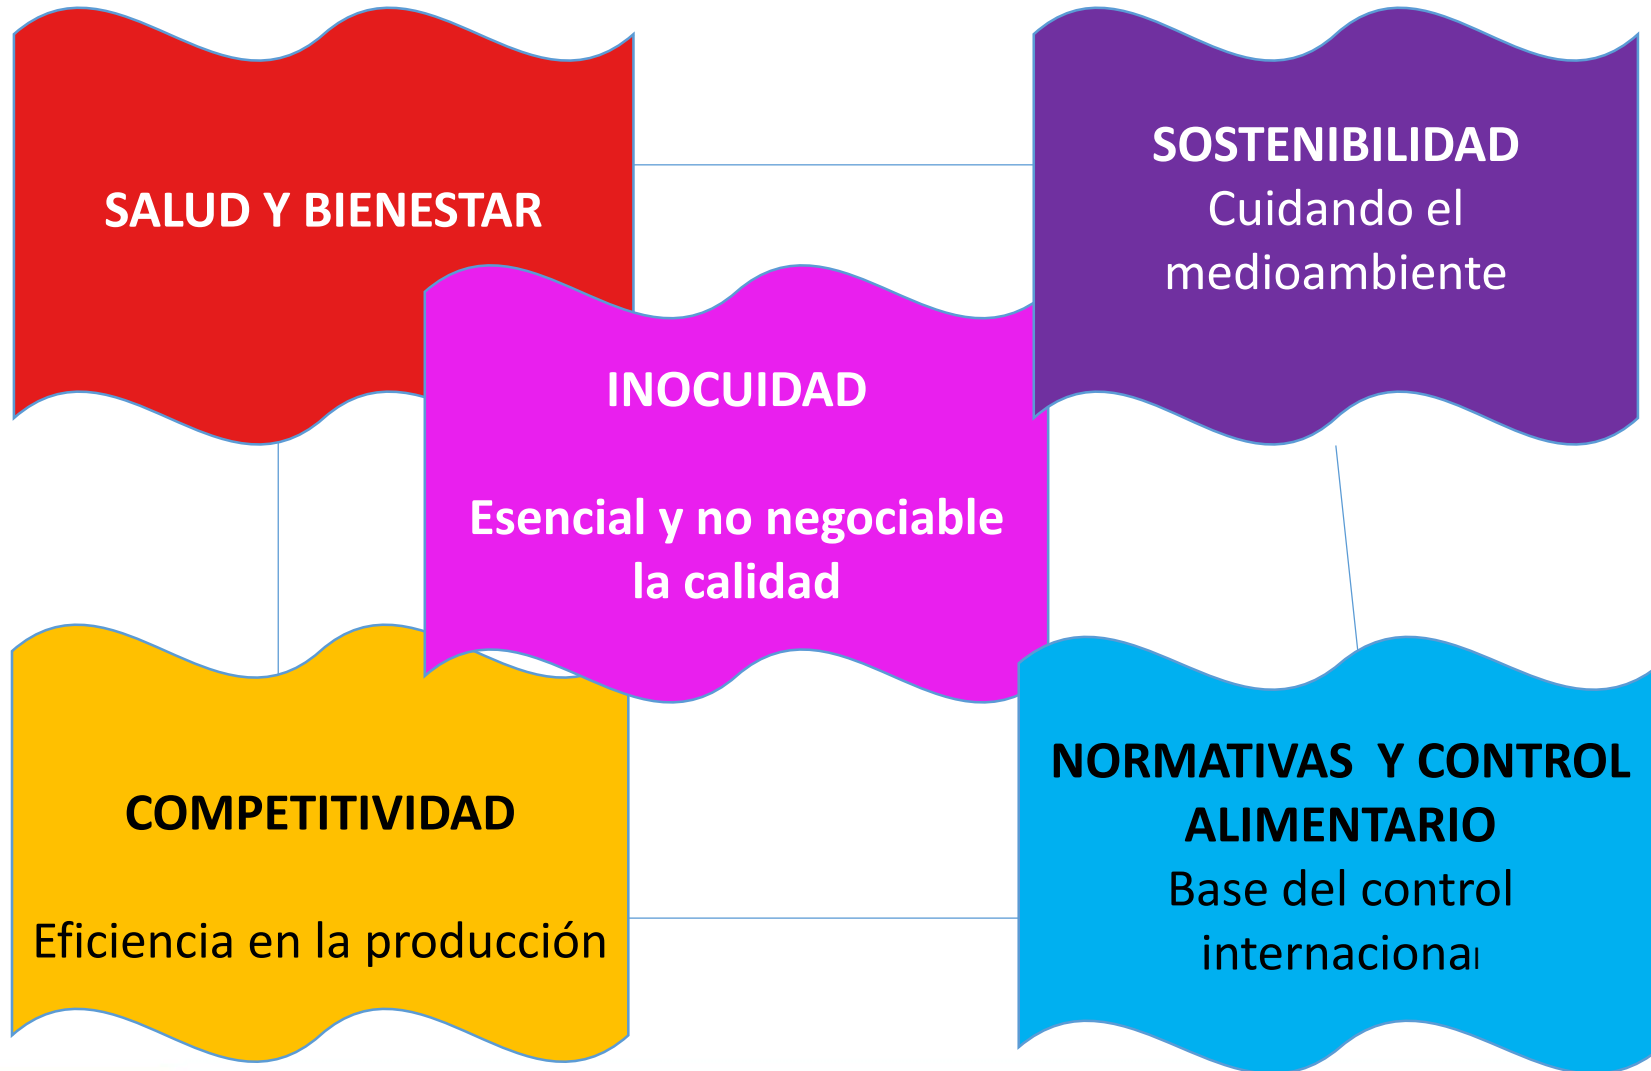 SALUD Y BIENESTAR
SOSTENIBILIDAD
Cuidando el
medioambiente
INOCUIDAD
Esencial y no negociable
la calidad
COMPETITIVIDAD
Eficiencia en la producción
NORMATIVAS Y CONTROL
ALIMENTARIO
Base del control
internacional